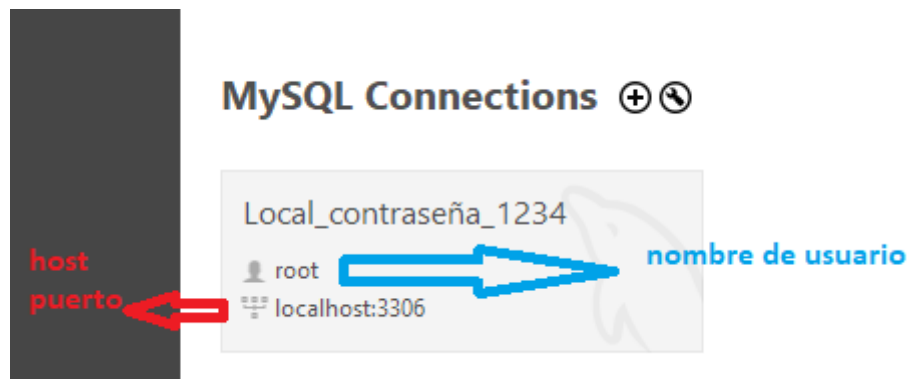 MySQL Connections
Local_contraseña_1234
root
nombre de usuario
host
puerto
localhost:3306